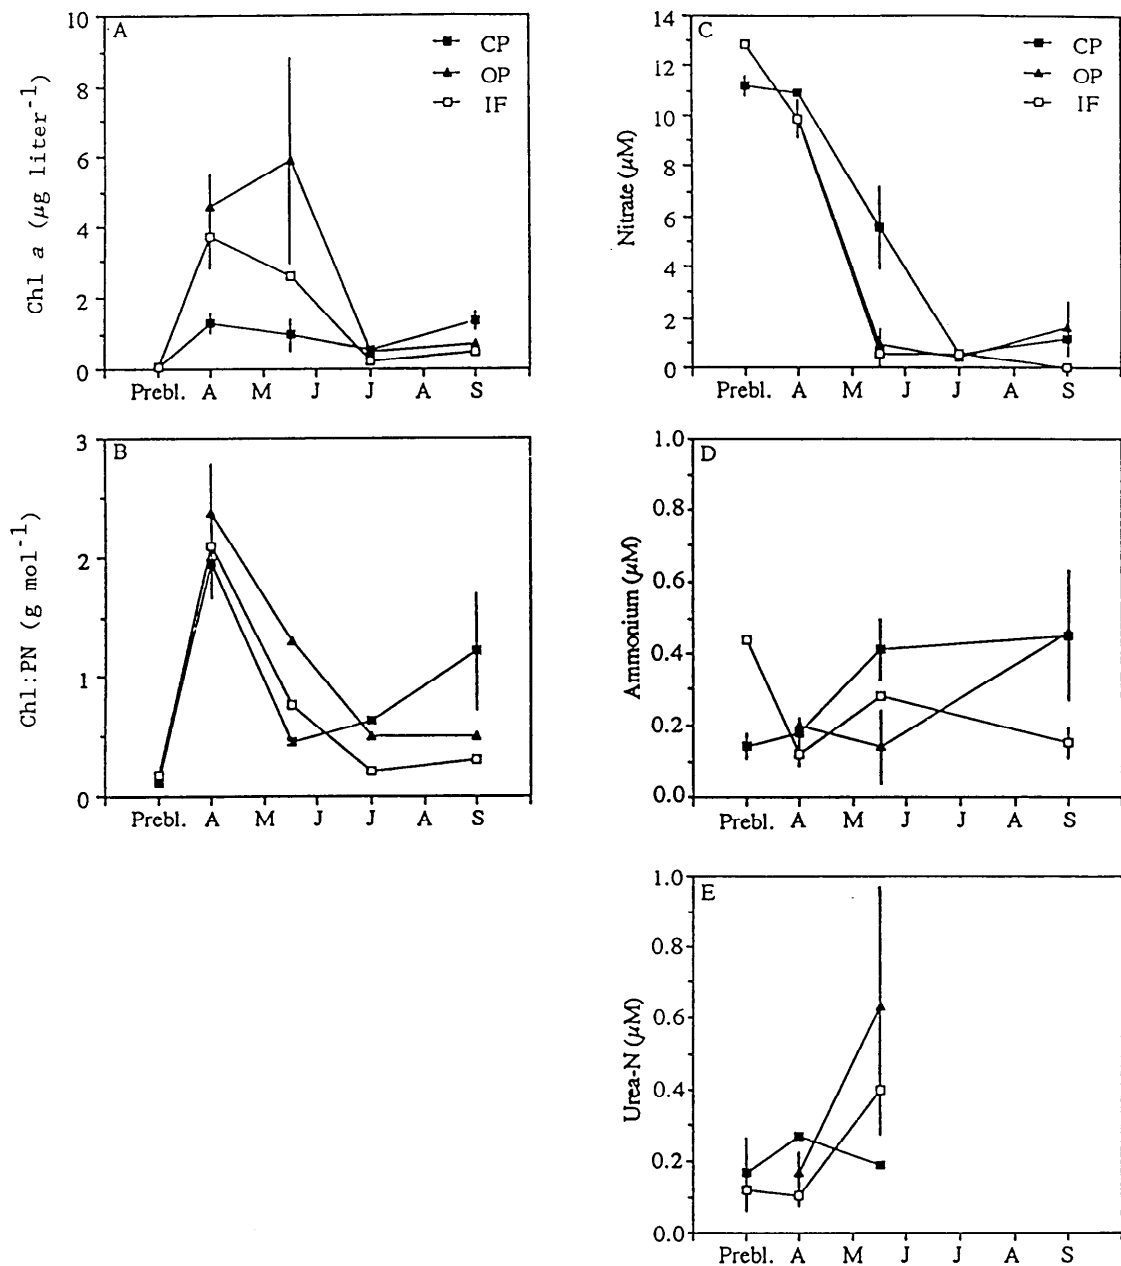 A
CP
OP
IF
Chl a (μg liter⁻¹)
10
8
6
4
2
0
Prebl. A M J J A S
B
Chl:PN (g mol⁻¹)
3
2
1
0
Prebl. A M J J A S
C
CP
OP
IF
Nitrate (μM)
14
12
10
8
6
4
2
0
Prebl. A M J J A S
D
Ammonium (μM)
1.0
0.8
0.6
0.4
0.2
0.0
Prebl. A M J J A S
E
Urea-N (μM)
1.0
0.8
0.6
0.4
0.2
0.0
Prebl. A M J J A S